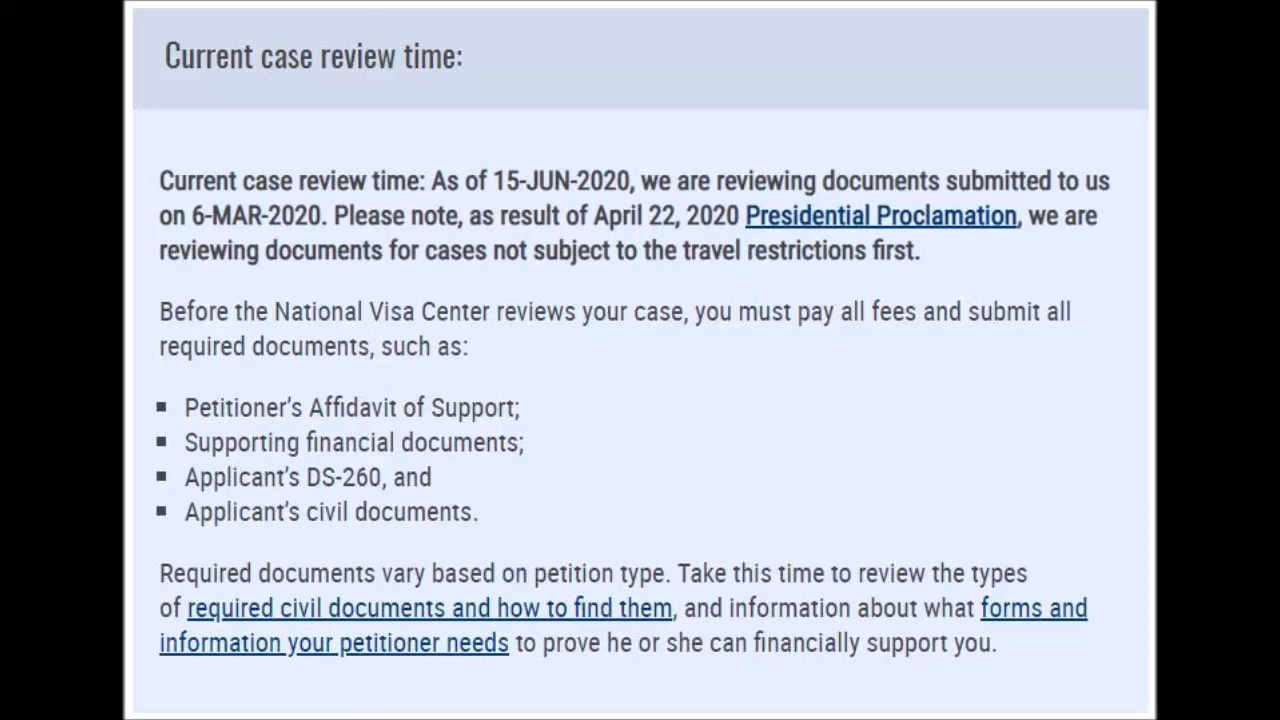 Current case review time:
Current case review time: As of 15-JUN-2020, we are reviewing documents submitted to us
on 6-MAR-2020. Please note, as result of April 22, 2020 Presidential Proclamation, we are
reviewing documents for cases not subject to the travel restrictions first.
Before the National Visa Center reviews your case, you must pay all fees and submit all
required documents, such as:
▪ Petitioner's Affidavit of Support;
▪ Supporting financial documents;
▪ Applicant's DS-260, and
▪ Applicant's civil documents.
Required documents vary based on petition type. Take this time to review the types
of required civil documents and how to find them, and information about what forms and
information your petitioner needs to prove he or she can financially support you.